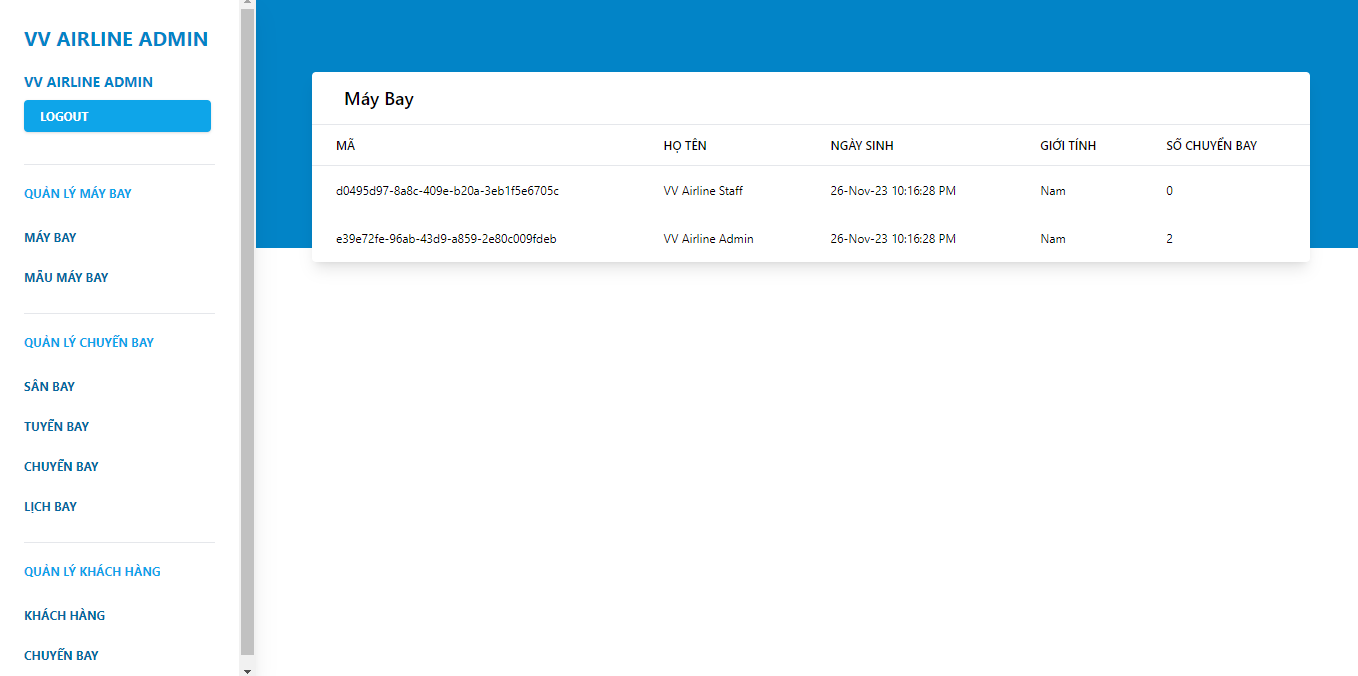 VV AIRLINE ADMIN
VV AIRLINE ADMIN
LOGOUT
QUẢN LÝ MÁY BAY
MÁY BAY
MẪU MÁY BAY
QUẢN LÝ CHUYẾN BAY
SÂN BAY
TUYẾN BAY
CHUYẾN BAY
LỊCH BAY
QUẢN LÝ KHÁCH HÀNG
KHÁCH HÀNG
CHUYẾN BAY
Máy Bay
MÃ HỌ TÊN NGÀY SINH GIỚI TÍNH SỐ CHUYẾN BAY
d0495d97-8a8c-409e-b20a-3eb1f5e6705c VV Airline Staff 26-Nov-23 10:16:28 PM Nam 0
e39e72fe-96ab-43d9-a859-2e80c009fdeb VV Airline Admin 26-Nov-23 10:16:28 PM Nam 2